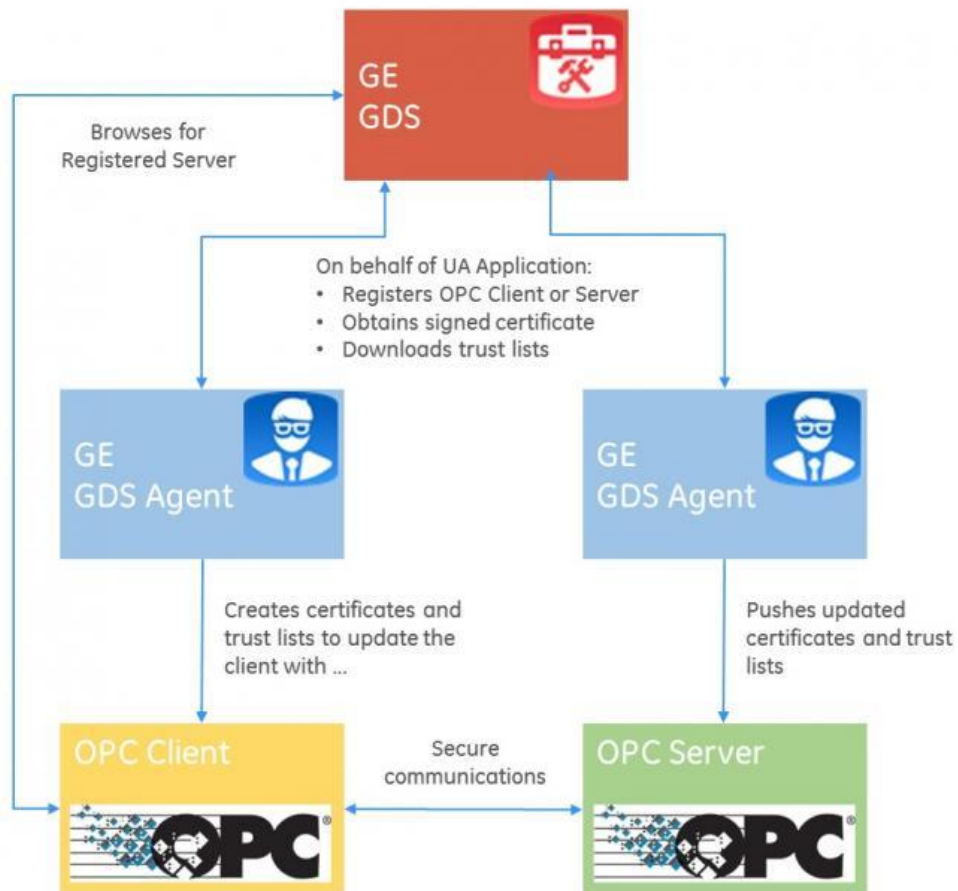 GE
GDS
Browses for
Registered Server
On behalf of UA Application:
• Registers OPC Client or Server
• Obtains signed certificate
• Downloads trust lists
GE
GDS Agent
GE
GDS Agent
Creates certificates and
trust lists to update the
client with ...
Pushes updated
certificates and trust
lists
OPC Client
Secure
communications
OPC Server
OPC®
OPC®